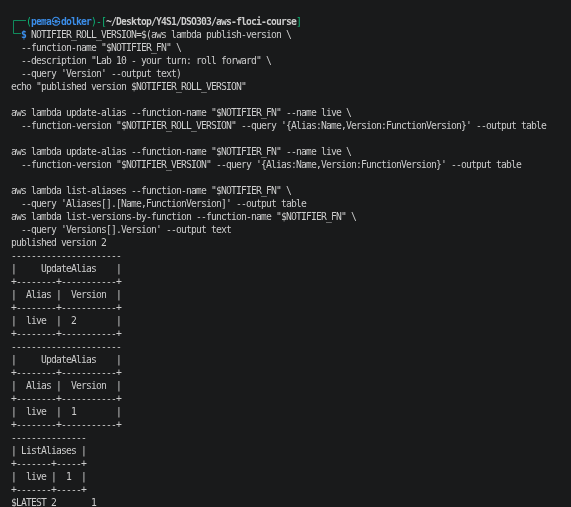 ┌──(pema㉿dolker)-[~/Desktop/Y4S1/DSO303/aws-floci-course]
└─$ NOTIFIER_ROLL_VERSION=$(aws lambda publish-version \
  --function-name "$NOTIFIER_FN" \
  --description "Lab 10 - your turn: roll forward" \
  --query 'Version' --output text)
echo "published version $NOTIFIER_ROLL_VERSION"

aws lambda update-alias --function-name "$NOTIFIER_FN" --name live \
  --function-version "$NOTIFIER_ROLL_VERSION" --query '{Alias:Name,Version:FunctionVersion}' --output table

aws lambda update-alias --function-name "$NOTIFIER_FN" --name live \
  --function-version "$NOTIFIER_VERSION" --query '{Alias:Name,Version:FunctionVersion}' --output table

aws lambda list-aliases --function-name "$NOTIFIER_FN" \
  --query 'Aliases[].[Name,FunctionVersion]' --output table
aws lambda list-versions-by-function --function-name "$NOTIFIER_FN" \
  --query 'Versions[].Version' --output text
published version 2
----------------------
|     UpdateAlias    |
+--------+-----------+
|  Alias |  Version  |
+--------+-----------+
|  live  |  2        |
+--------+-----------+
----------------------
|     UpdateAlias    |
+--------+-----------+
|  Alias |  Version  |
+--------+-----------+
|  live  |  1        |
+--------+-----------+
---------------
| ListAliases |
+-------+-----+
|  live |  1  |
+-------+-----+
$LATEST 2       1